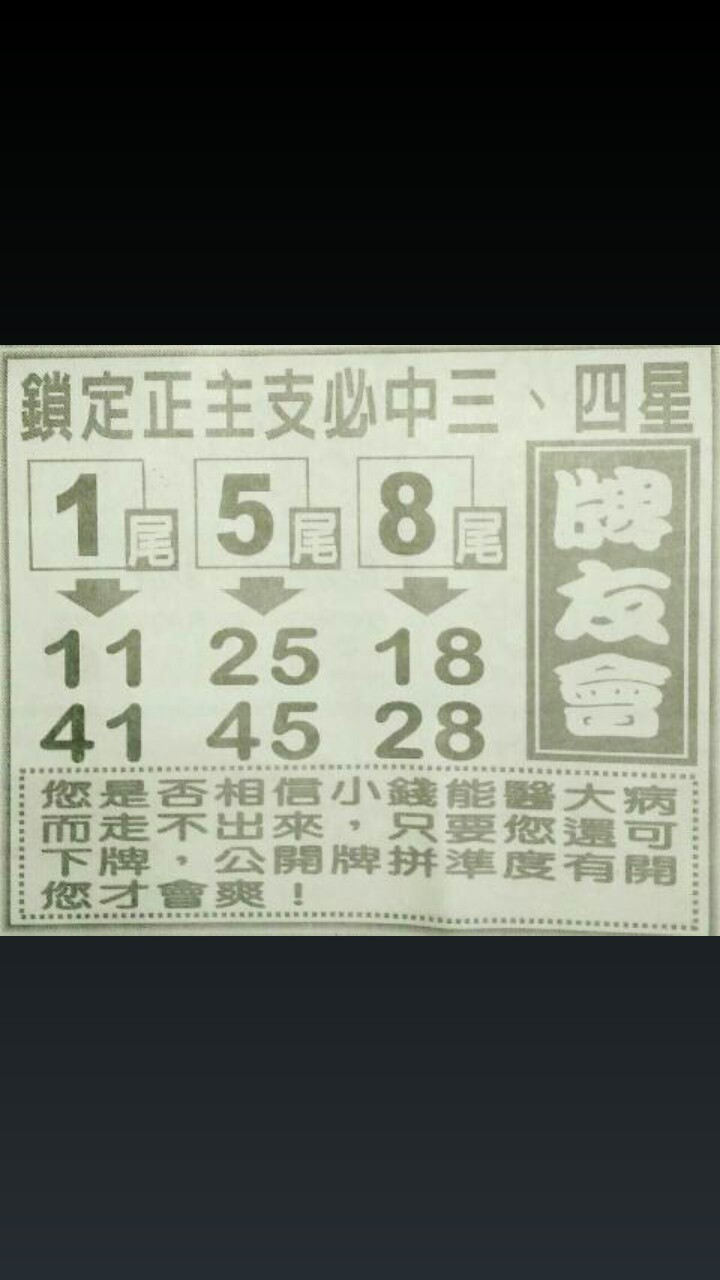 鎖定正主支必中三、四星
1尾 5尾 8尾
11 25 18
41 45 28
牌友會
您是否相信小錢能醫大病
而走不出來，只要您還可
下牌，公開牌拼準度有開
您才會爽！